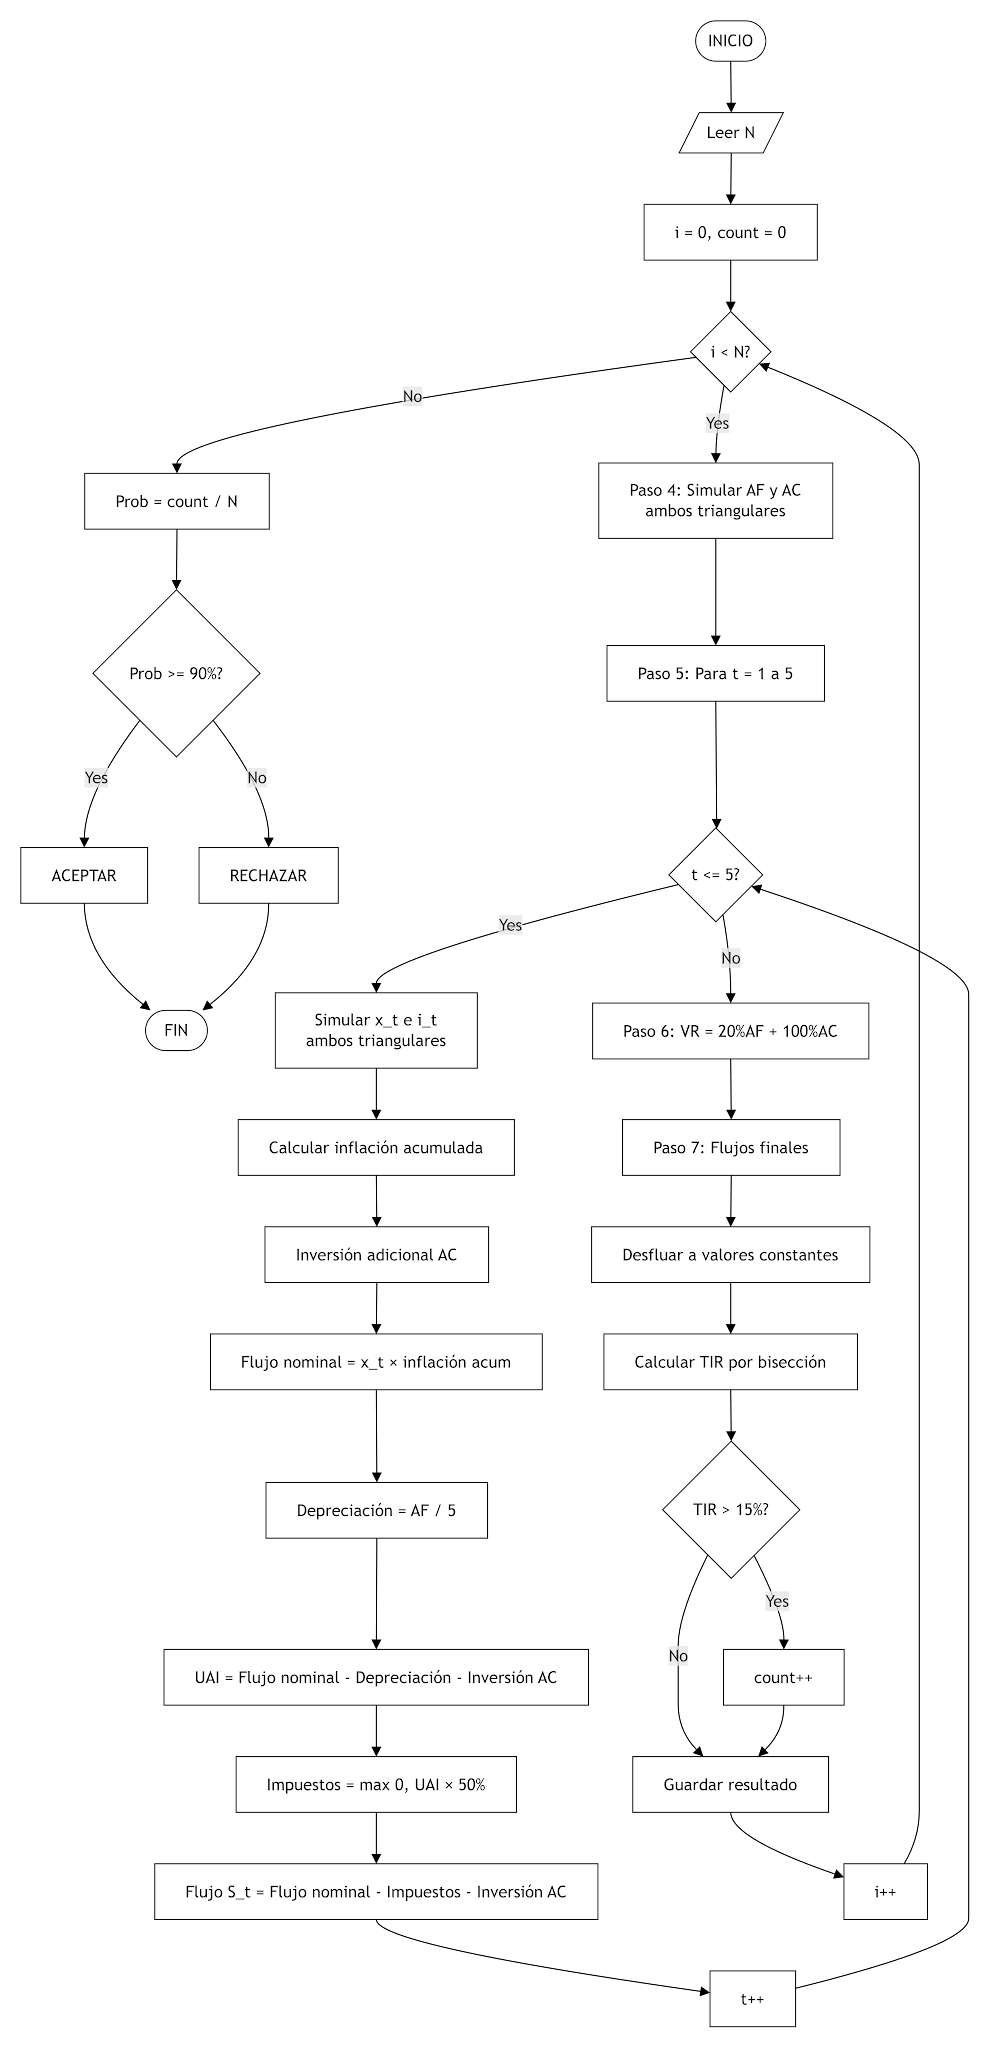 INICIO
Leer N
i = 0, count = 0
i < N?
No
Yes
Prob = count / N
Paso 4: Simular AF y AC
ambos triangulares
Prob >= 90%?
Paso 5: Para t = 1 a 5
Yes
No
ACEPTAR
RECHAZAR
t <= 5?
Yes
No
FIN
Simular x_t e i_t
ambos triangulares
Paso 6: VR = 20%AF + 100%AC
Calcular inflación acumulada
Paso 7: Flujos finales
Inversión adicional AC
Desfluar a valores constantes
Flujo nominal = x_t × inflación acum
Calcular TIR por bisección
Depreciación = AF / 5
TIR > 15%?
Yes
No
UAI = Flujo nominal - Depreciación - Inversión AC
count++
Impuestos = max 0, UAI × 50%
Guardar resultado
Flujo S_t = Flujo nominal - Impuestos - Inversión AC
i++
t++